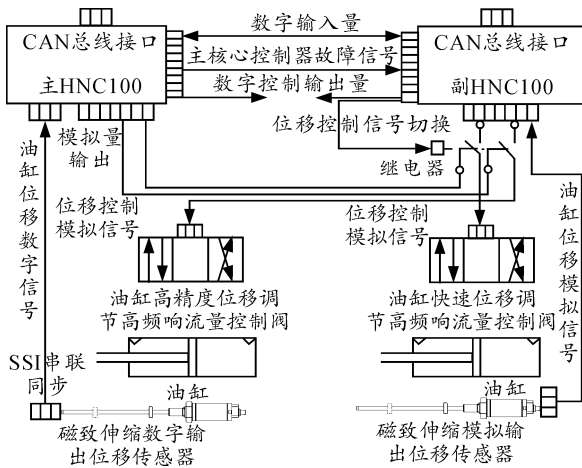 CAN总线接口
主HNC100
数字输入量
主核心控制器故障信号
数字控制输出量
CAN总线接口
副HNC100
位移控制信号切换
继电器
模拟量
输出
油缸位移数字信号
位移控制
模拟信号
位移控制
模拟信号
油缸位移模拟信号
油缸高精度位移调
节高频响流量控制阀
油缸快速位移调
节高频响流量控制阀
SSI串联
同步
油缸
油缸
磁致伸缩数字输
出位移传感器
磁致伸缩模拟输
出位移传感器